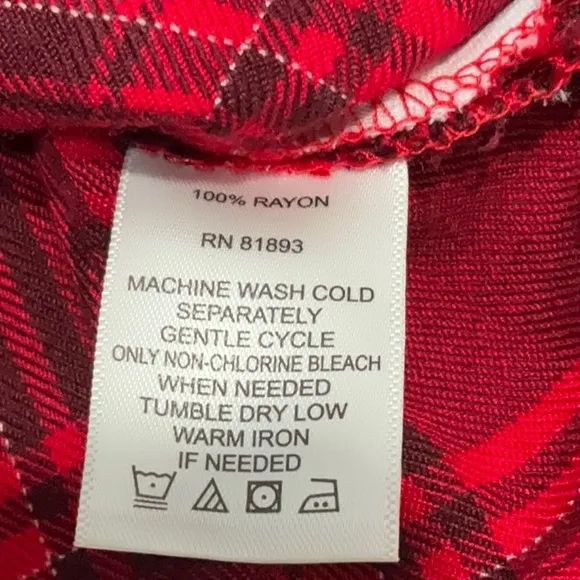 100% RAYON
RN 81893
MACHINE WASH COLD
SEPARATELY
GENTLE CYCLE
ONLY NON-CHLORINE BLEACH
WHEN NEEDED
TUMBLE DRY LOW
WARM IRON
IF NEEDED